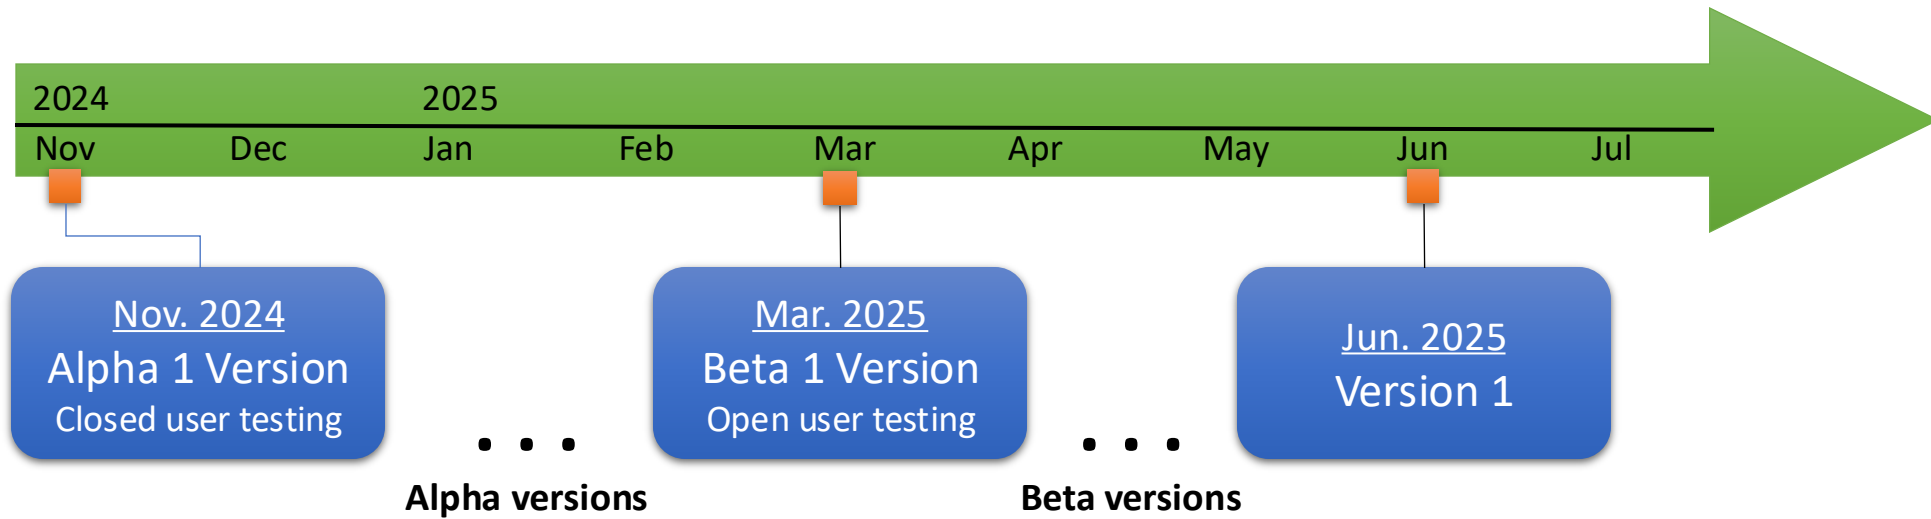 2024 2025
Nov Dec Jan Feb Mar Apr May Jun Jul
Nov. 2024
Alpha 1 Version
Closed user testing
Mar. 2025
Beta 1 Version
Open user testing
Jun. 2025
Version 1
. . .
Alpha versions
. . .
Beta versions